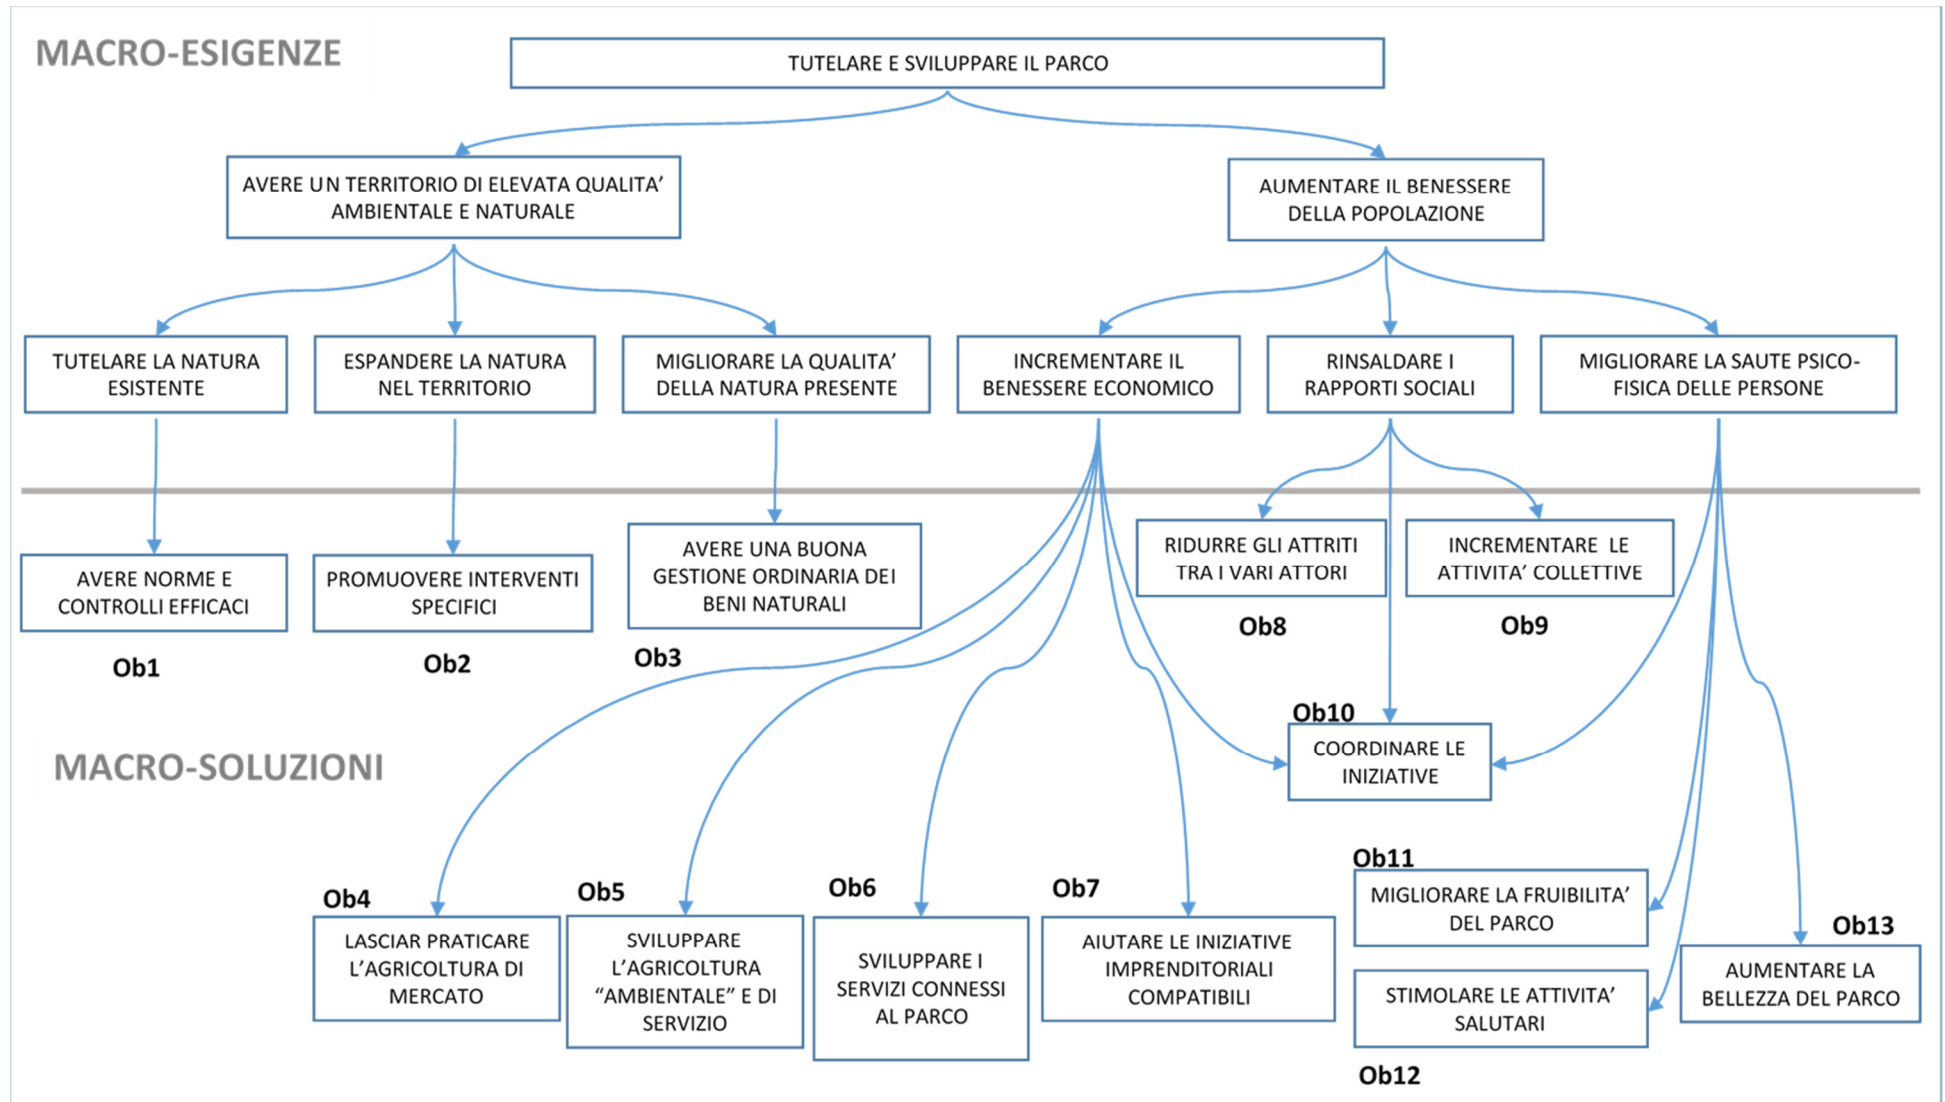 MACRO-ESIGENZE
TUTELARE E SVILUPPARE IL PARCO
AVERE UN TERRITORIO DI ELEVATA QUALITA’
AMBIENTALE E NATURALE
AUMENTARE IL BENESSERE
DELLA POPOLAZIONE
TUTELARE LA NATURA
ESISTENTE
ESPANDERE LA NATURA
NEL TERRITORIO
MIGLIORARE LA QUALITA’
DELLA NATURA PRESENTE
INCREMENTARE IL
BENESSERE ECONOMICO
RINSALDARE I
RAPPORTI SOCIALI
MIGLIORARE LA SAUTE PSICO-
FISICA DELLE PERSONE
AVERE NORME E
CONTROLLI EFFICACI
Ob1
PROMUOVERE INTERVENTI
SPECIFICI
Ob2
AVERE UNA BUONA
GESTIONE ORDINARIA DEI
BENI NATURALI
Ob3
RIDURRE GLI ATTRITI
TRA I VARI ATTORI
Ob8
INCREMENTARE LE
ATTIVITA’ COLLETTIVE
Ob9
Ob10
COORDINARE LE
INIZIATIVE
MACRO-SOLUZIONI
Ob4
LASCIAR PRATICARE
L’AGRICOLTURA DI
MERCATO
Ob5
SVILUPPARE
L’AGRICOLTURA
“AMBIENTALE” E DI
SERVIZIO
Ob6
SVILUPPARE I
SERVIZI CONNESSI
AL PARCO
Ob7
AIUTARE LE INIZIATIVE
IMPRENDITORIALI
COMPATIBILI
Ob11
MIGLIORARE LA FRUIBILITA’
DEL PARCO
STIMOLARE LE ATTIVITA’
SALUTARI
Ob12
Ob13
AUMENTARE LA
BELLEZZA DEL PARCO